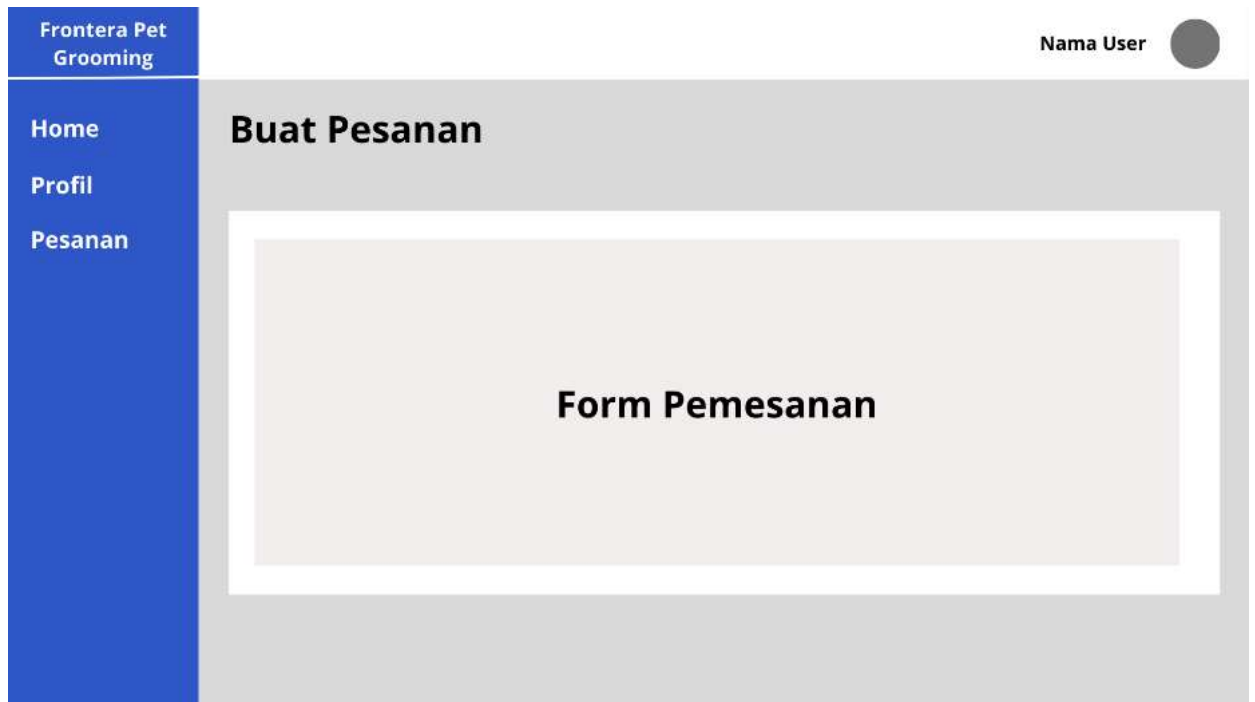 Frontera Pet
Grooming
Nama User
Home
Profil
Pesanan
Buat Pesanan
Form Pemesanan